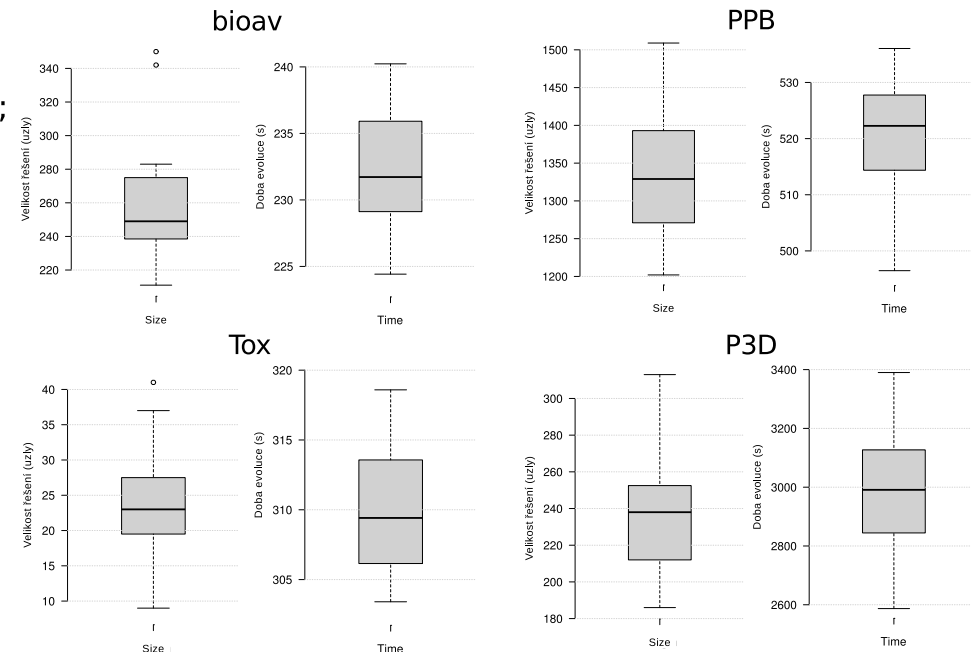 ;
bioav
340
320
300
280
260
240
220
Velikost řešení (uzly)
Size
240
235
230
225
Doba evoluce (s)
Time
PPB
1500
1450
1400
1350
1300
1250
1200
Velikost řešení (uzly)
Size
530
520
510
500
Doba evoluce (s)
Time
Tox
40
35
30
25
20
15
10
Velikost řešení (uzly)
Size
320
315
310
305
Doba evoluce (s)
Time
P3D
300
280
260
240
220
200
180
Velikost řešení (uzly)
Size
3400
3200
3000
2800
2600
Doba evoluce (s)
Time